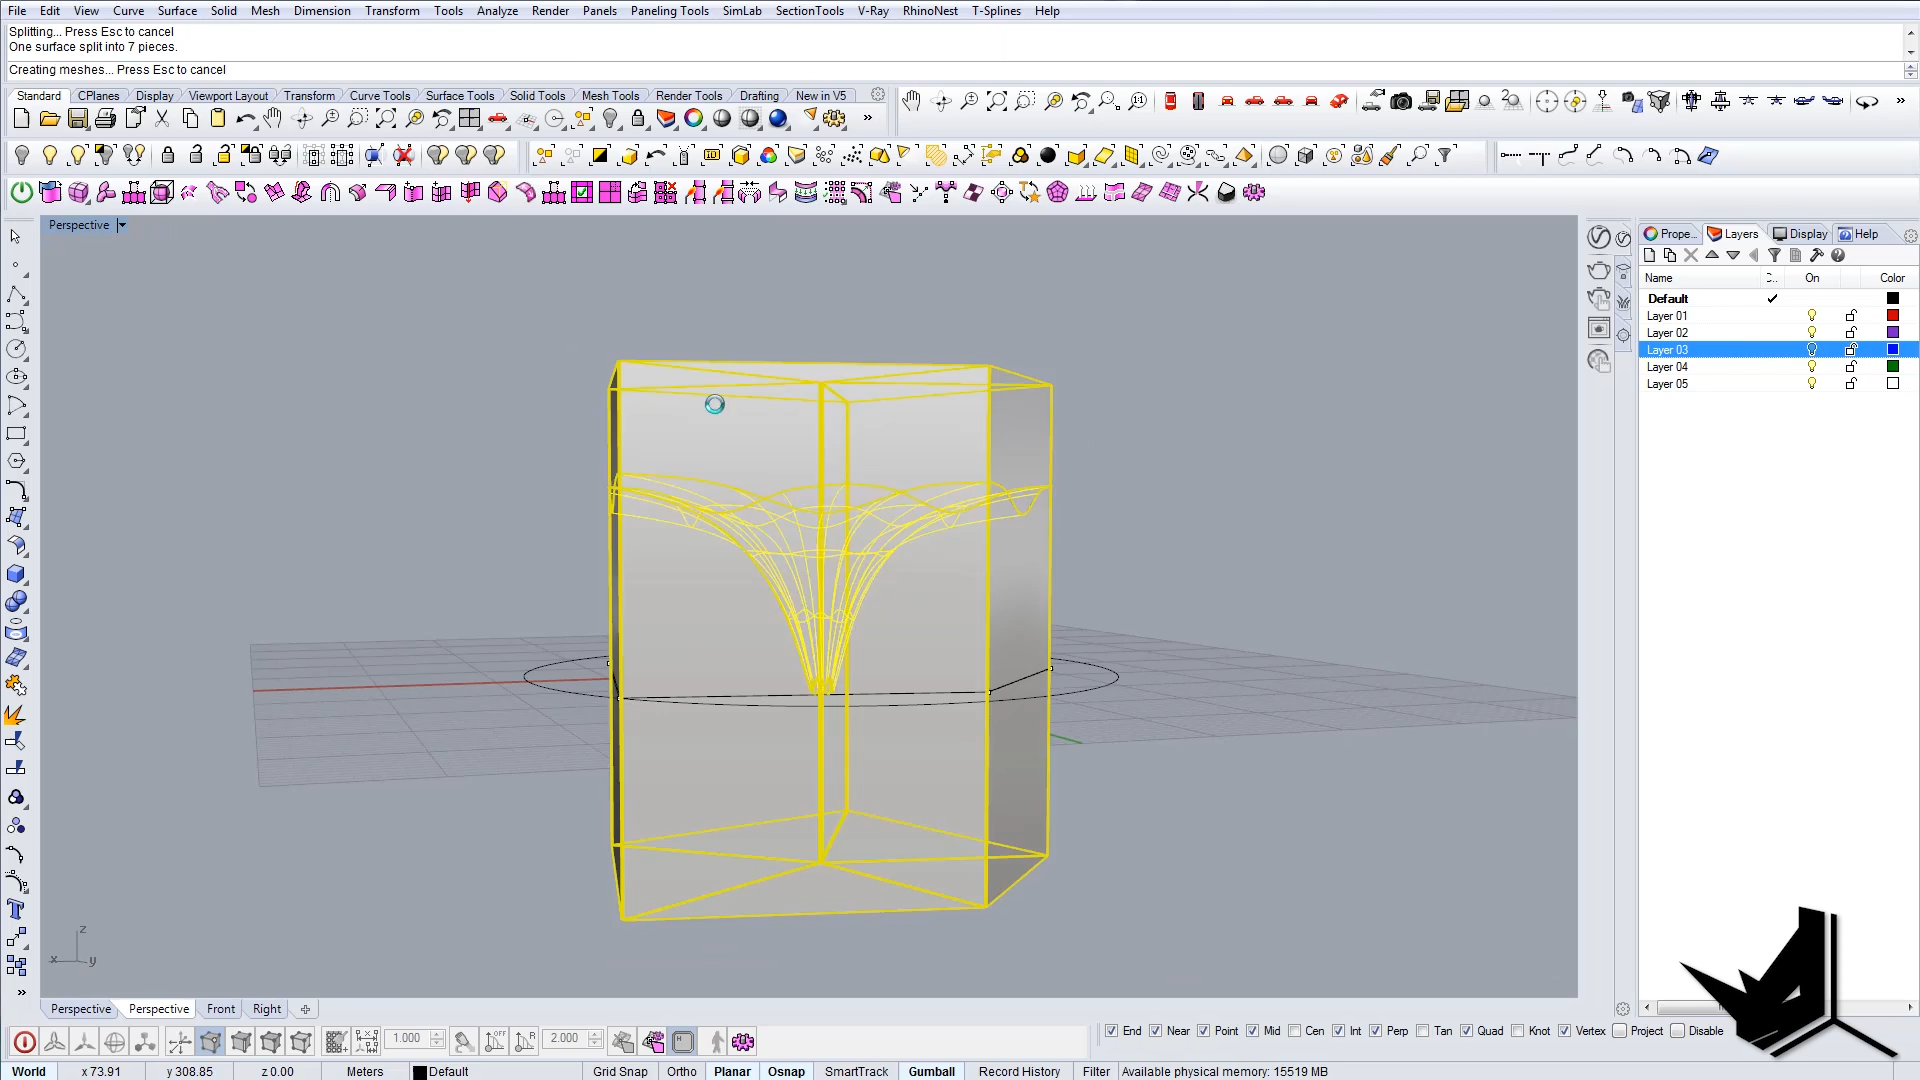 File Edit View Curve Surface Solid Mesh Dimension Transform Tools Analyze Render Panels Paneling Tools SimLab SectionTools V-Ray RhinoNest T-Splines Help
Splitting... Press Esc to cancel
One surface split into 7 pieces.
Creating meshes... Press Esc to cancel
Standard CPlanes Display Viewport Layout Transform Curve Tools Surface Tools Solid Tools Mesh Tools Render Tools Drafting New in V5
Perspective
Prope... Layers Display Help
Name On Color
Default
Layer 01
Layer 02
Layer 03
Layer 04
Layer 05
z
x y
Perspective Perspective Front Right
1.000 2.000
End Near Point Mid Cen Int Perp Tan Quad Knot Vertex Project Disable
World x 73.91 y 308.85 z 0.00 Meters Default Grid Snap Ortho Planar Osnap SmartTrack Gumball Record History Filter Available physical memory: 15519 MB